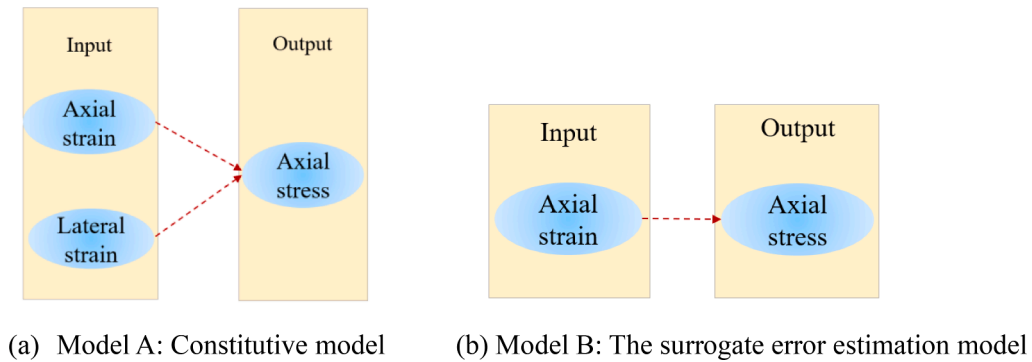 Input
Output
Axial
strain
Axial
stress
Lateral
strain
(a) Model A: Constitutive model
Input
Output
Axial
strain
Axial
stress
(b) Model B: The surrogate error estimation model